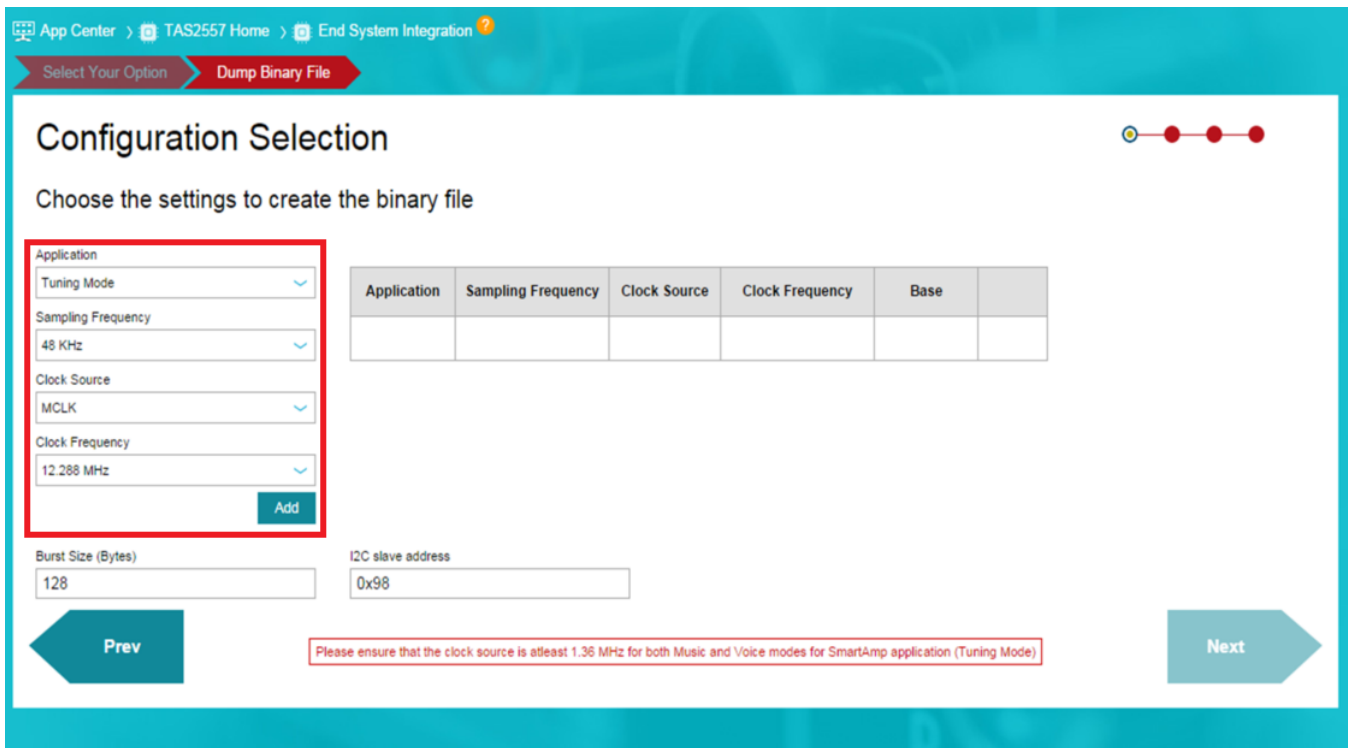 App Center > TAS2557 Home > End System Integration ?
Select Your Option Dump Binary File
Configuration Selection
Choose the settings to create the binary file
Application
Tuning Mode
Sampling Frequency
48 KHz
Clock Source
MCLK
Clock Frequency
12.288 MHz
Add
Application Sampling Frequency Clock Source Clock Frequency Base
Burst Size (Bytes)
128
I2C slave address
0x98
Prev
Please ensure that the clock source is atleast 1.36 MHz for both Music and Voice modes for SmartAmp application (Tuning Mode)
Next